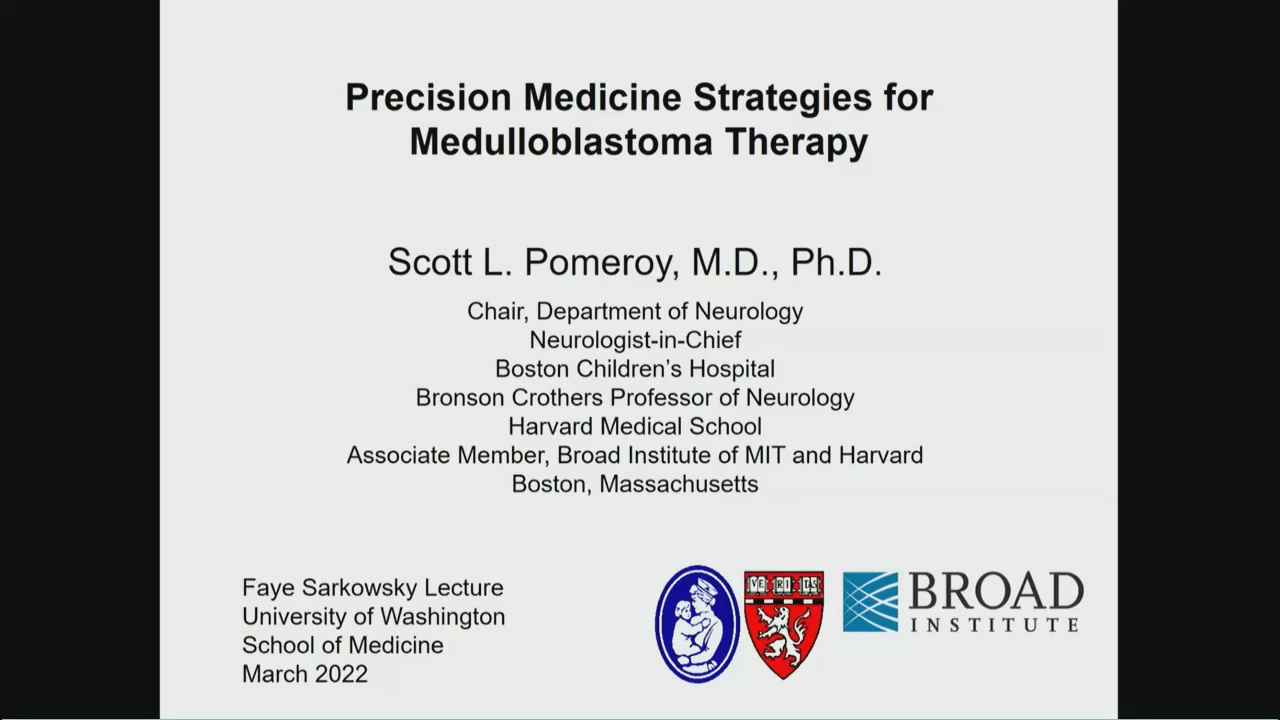 Precision Medicine Strategies for
Medulloblastoma Therapy
Scott L. Pomeroy, M.D., Ph.D.
Chair, Department of Neurology
Neurologist-in-Chief
Boston Children's Hospital
Bronson Crothers Professor of Neurology
Harvard Medical School
Associate Member, Broad Institute of MIT and Harvard
Boston, Massachusetts
Faye Sarkowsky Lecture
University of Washington
School of Medicine
March 2022
VE RI TS
BROAD
INSTITUTE